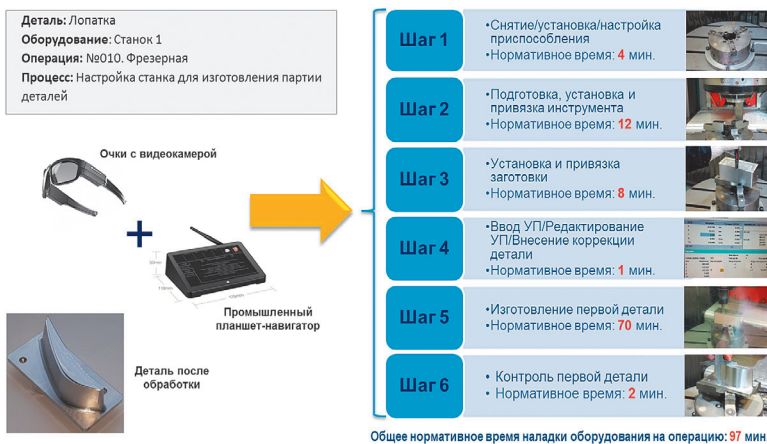 Деталь: Лопатка
Оборудование: Станок 1
Операция: №010. Фрезерная
Процесс: Настройка станка для изготовления партии
деталей
Очки с видеокамерой
+
Промышленный
планшет-навигатор
Деталь после
обработки
Шаг 1
•Снятие/установка/настройка
приспособления
•Нормативное время: 4 мин.
Шаг 2
•Подготовка, установка и
привязка инструмента
•Нормативное время: 12 мин.
Шаг 3
•Установка и привязка
заготовки
•Нормативное время: 8 мин.
Шаг 4
•Ввод УП/Редактирование
УП/Внесение коррекции
детали
•Нормативное время: 1 мин.
Шаг 5
•Изготовление первой детали
•Нормативное время: 70 мин.
Шаг 6
• Контроль первой детали
• Нормативное время: 2 мин.
Общее нормативное время наладки оборудования на операцию: 97 мин